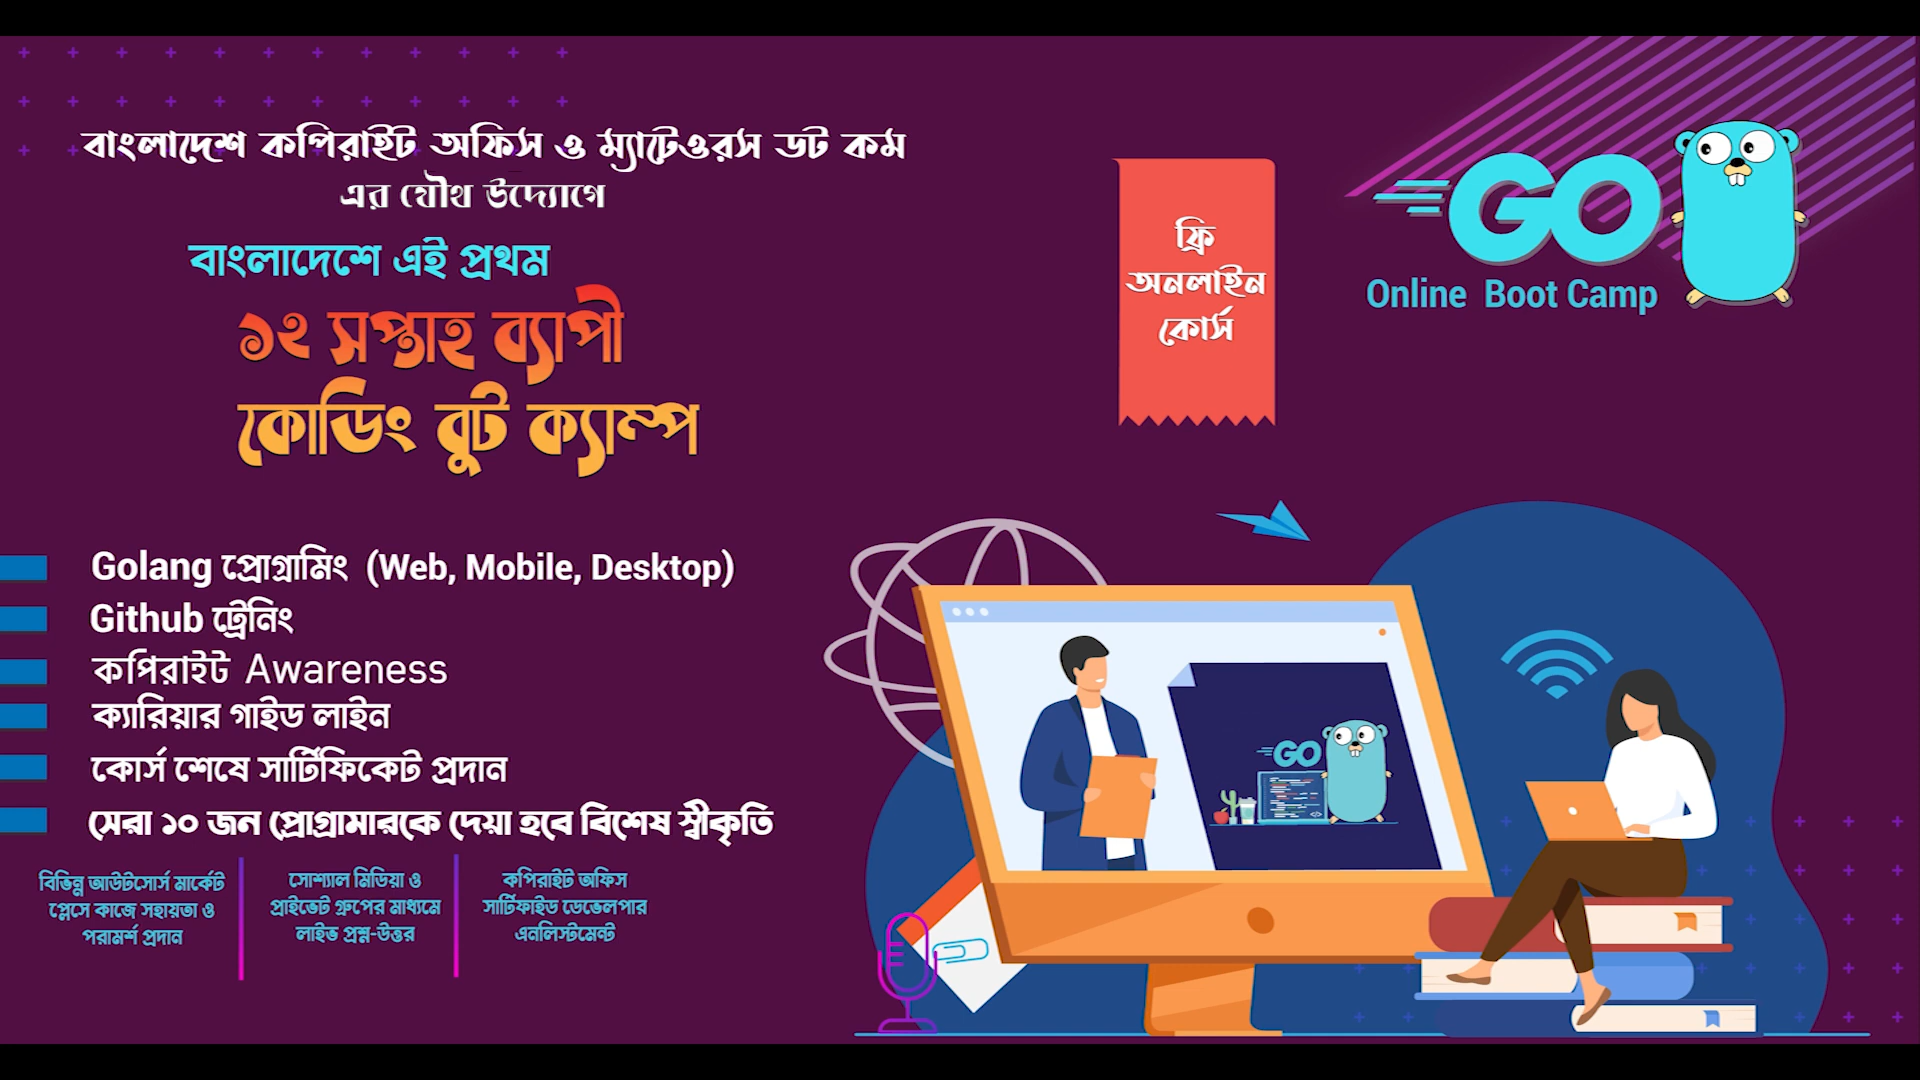 বাংলাদেশ কপিরাইট অফিস ও ম্যাটেওরস ডট কম
এর যৌথ উদ্যোগে
বাংলাদেশে এই প্রথম
১২ সপ্তাহ ব্যাপী
কোডিং বুট ক্যাম্প
ফ্রি
অনলাইন
কোর্স
GO
Online Boot Camp
Golang প্রোগ্রামিং (Web, Mobile, Desktop)
Github ট্রেনিং
কপিরাইট Awareness
ক্যারিয়ার গাইড লাইন
কোর্স শেষে সার্টিফিকেট প্রদান
সেরা ১০ জন প্রোগ্রামারকে দেয়া হবে বিশেষ স্বীকৃতি
বিভিন্ন আউটসোর্স মার্কেট
প্লেসে কাজে সহায়তা ও
পরামর্শ প্রদান
সোশ্যাল মিডিয়া ও
প্রাইভেট গ্রুপের মাধ্যমে
লাইভ প্রশ্ন-উত্তর
কপিরাইট অফিস
সার্টিফাইড ডেভেলপার
এনলিস্টমেন্ট
GO